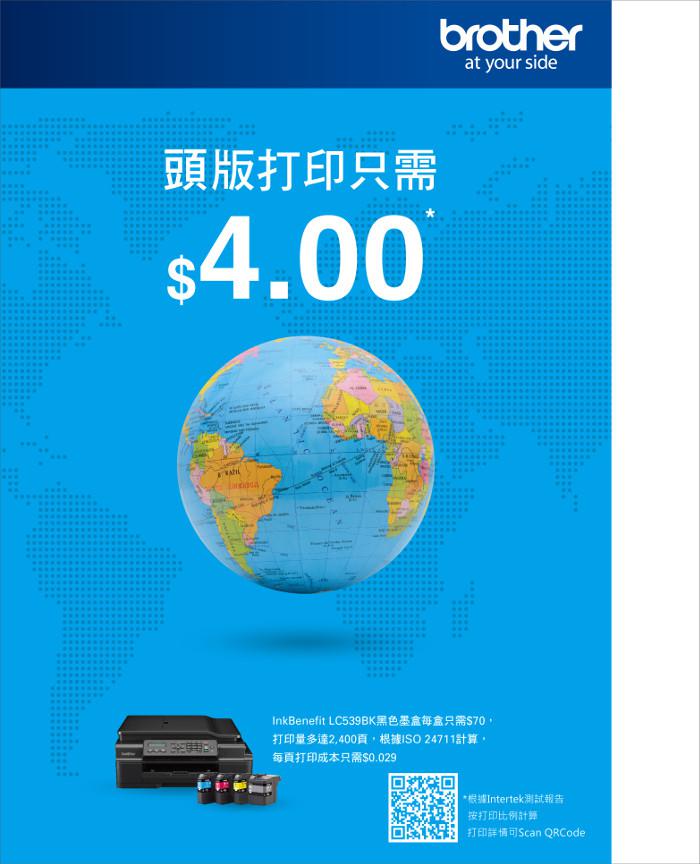 brother
at your side
頭版打印只需
$4.00*
BRAZIL
InkBenefit LC539BK黑色墨盒每盒只需$70，
打印量多達2,400頁，根據ISO 24711計算，
每頁打印成本只需$0.029
*根據Intertek測試報告
按打印比例計算
打印詳情可Scan QRCode